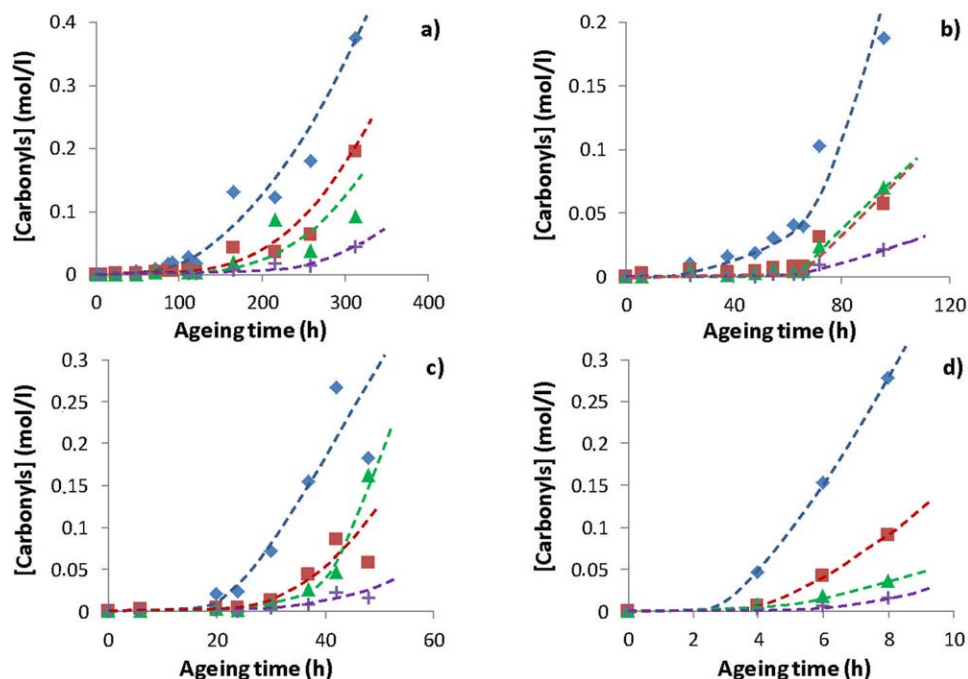 a)
[Carbonyls] (mol/l)
0.4
0.3
0.2
0.1
0
0 100 200 300 400
Ageing time (h)
b)
[Carbonyls] (mol/l)
0.2
0.15
0.1
0.05
0
0 40 80 120
Ageing time (h)
c)
[Carbonyls] (mol/l)
0.3
0.25
0.2
0.15
0.1
0.05
0
0 20 40 60
Ageing time (h)
d)
[Carbonyls] (mol/l)
0.3
0.25
0.2
0.15
0.1
0.05
0
0 2 4 6 8 10
Ageing time (h)